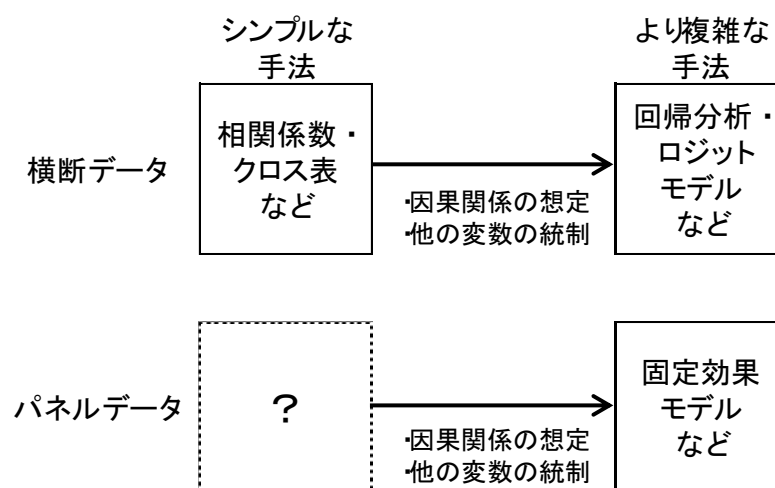 シンプルな
手法
より複雑な
手法
横断データ
相関係数・
クロス表
など
・因果関係の想定
・他の変数の統制
回帰分析・
ロジット
モデル
など
パネルデータ
?
・因果関係の想定
・他の変数の統制
固定効果
モデル
など